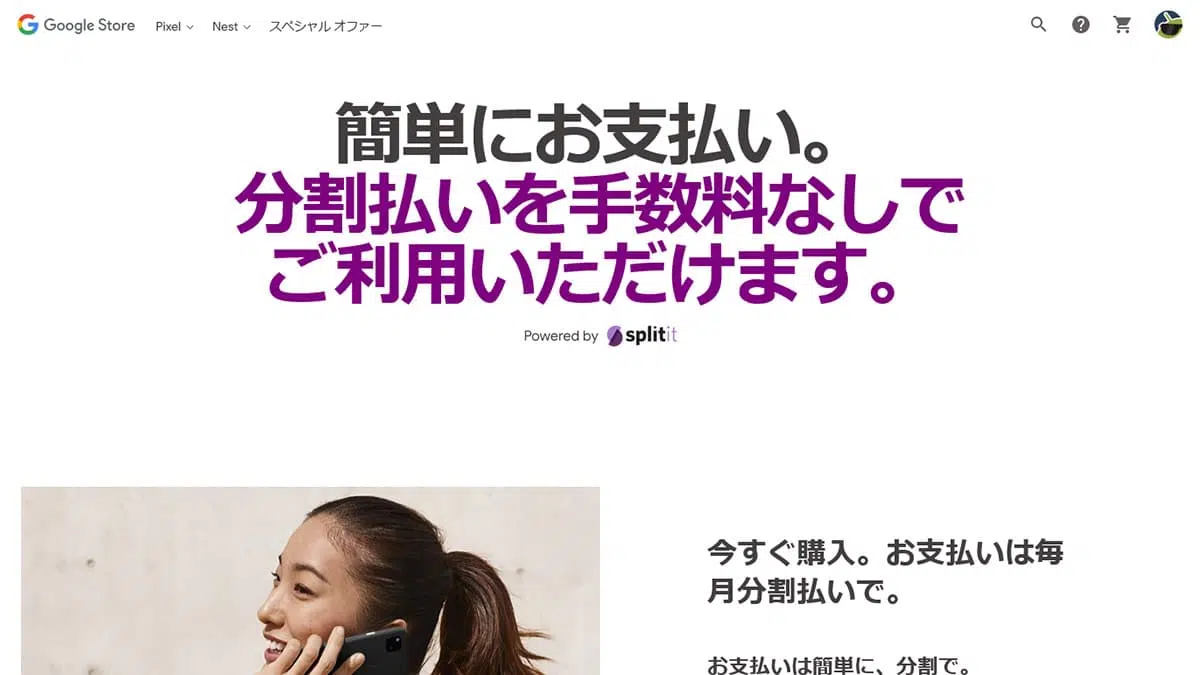 Google Store Pixel Nest スペシャル オファー
簡単にお支払い。
分割払いを手数料なしで
ご利用いただけます。
Powered by splitit
今すぐ購入。お支払いは毎
月分割払いで。
お支払いは簡単に、分割で。